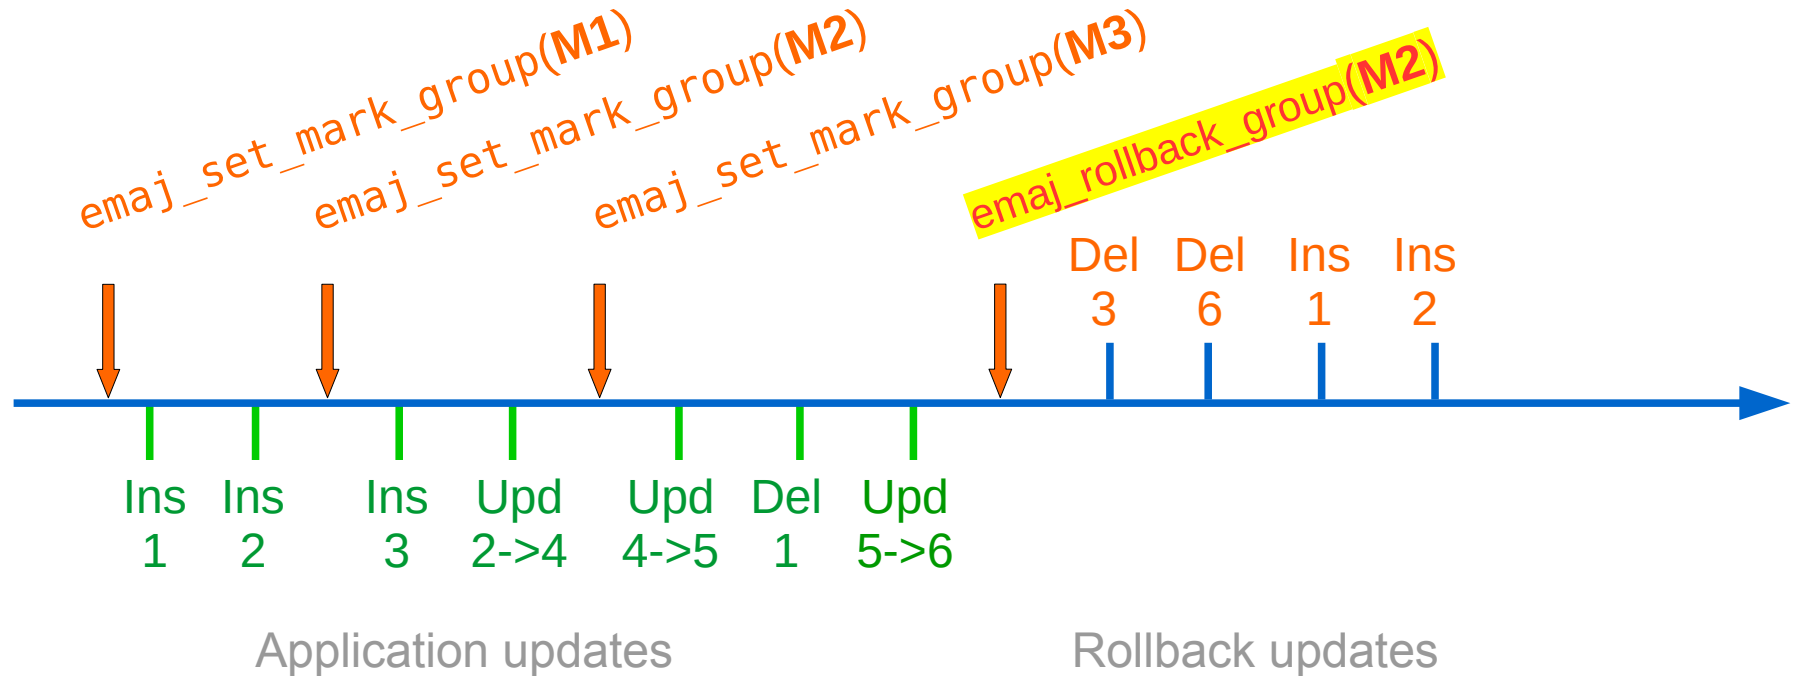 emaj_set_mark_group(M1)
emaj_set_mark_group(M2)
emaj_set_mark_group(M3)
emaj_rollback_group(M2)
Del Del Ins Ins
3 6 1 2
Ins Ins Ins Upd Upd Del Upd
1 2 3 2->4 4->5 1 5->6
Application updates Rollback updates